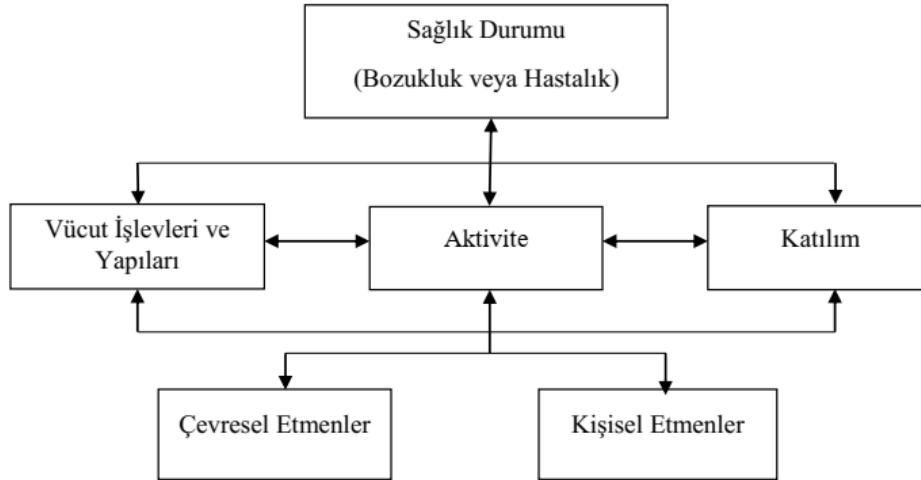 Sağlık Durumu
(Bozukluk veya Hastalık)
Vücut İşlevleri ve
Yapıları
Aktivite
Katılım
Çevresel Etmenler
Kişisel Etmenler